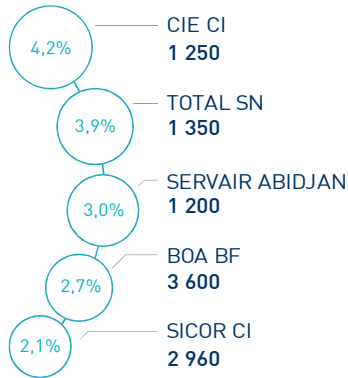 4,2%
CIE CI
1 250
3,9%
TOTAL SN
1 350
3,0%
SERVAIR ABIDJAN
1 200
2,7%
BOA BF
3 600
2,1%
SICOR CI
2 960